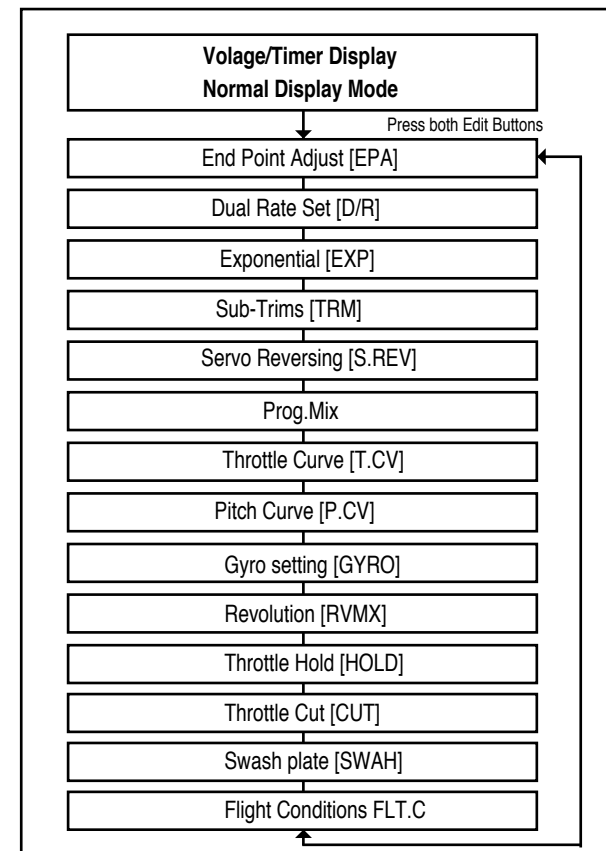 Volage/Timer Display
Normal Display Mode
Press both Edit Buttons
End Point Adjust [EPA]
Dual Rate Set [D/R]
Exponential [EXP]
Sub-Trims [TRM]
Servo Reversing [S.REV]
Prog.Mix
Throttle Curve [T.CV]
Pitch Curve [P.CV]
Gyro setting [GYRO]
Revolution [RVMX]
Throttle Hold [HOLD]
Throttle Cut [CUT]
Swash plate [SWAH]
Flight Conditions FLT.C